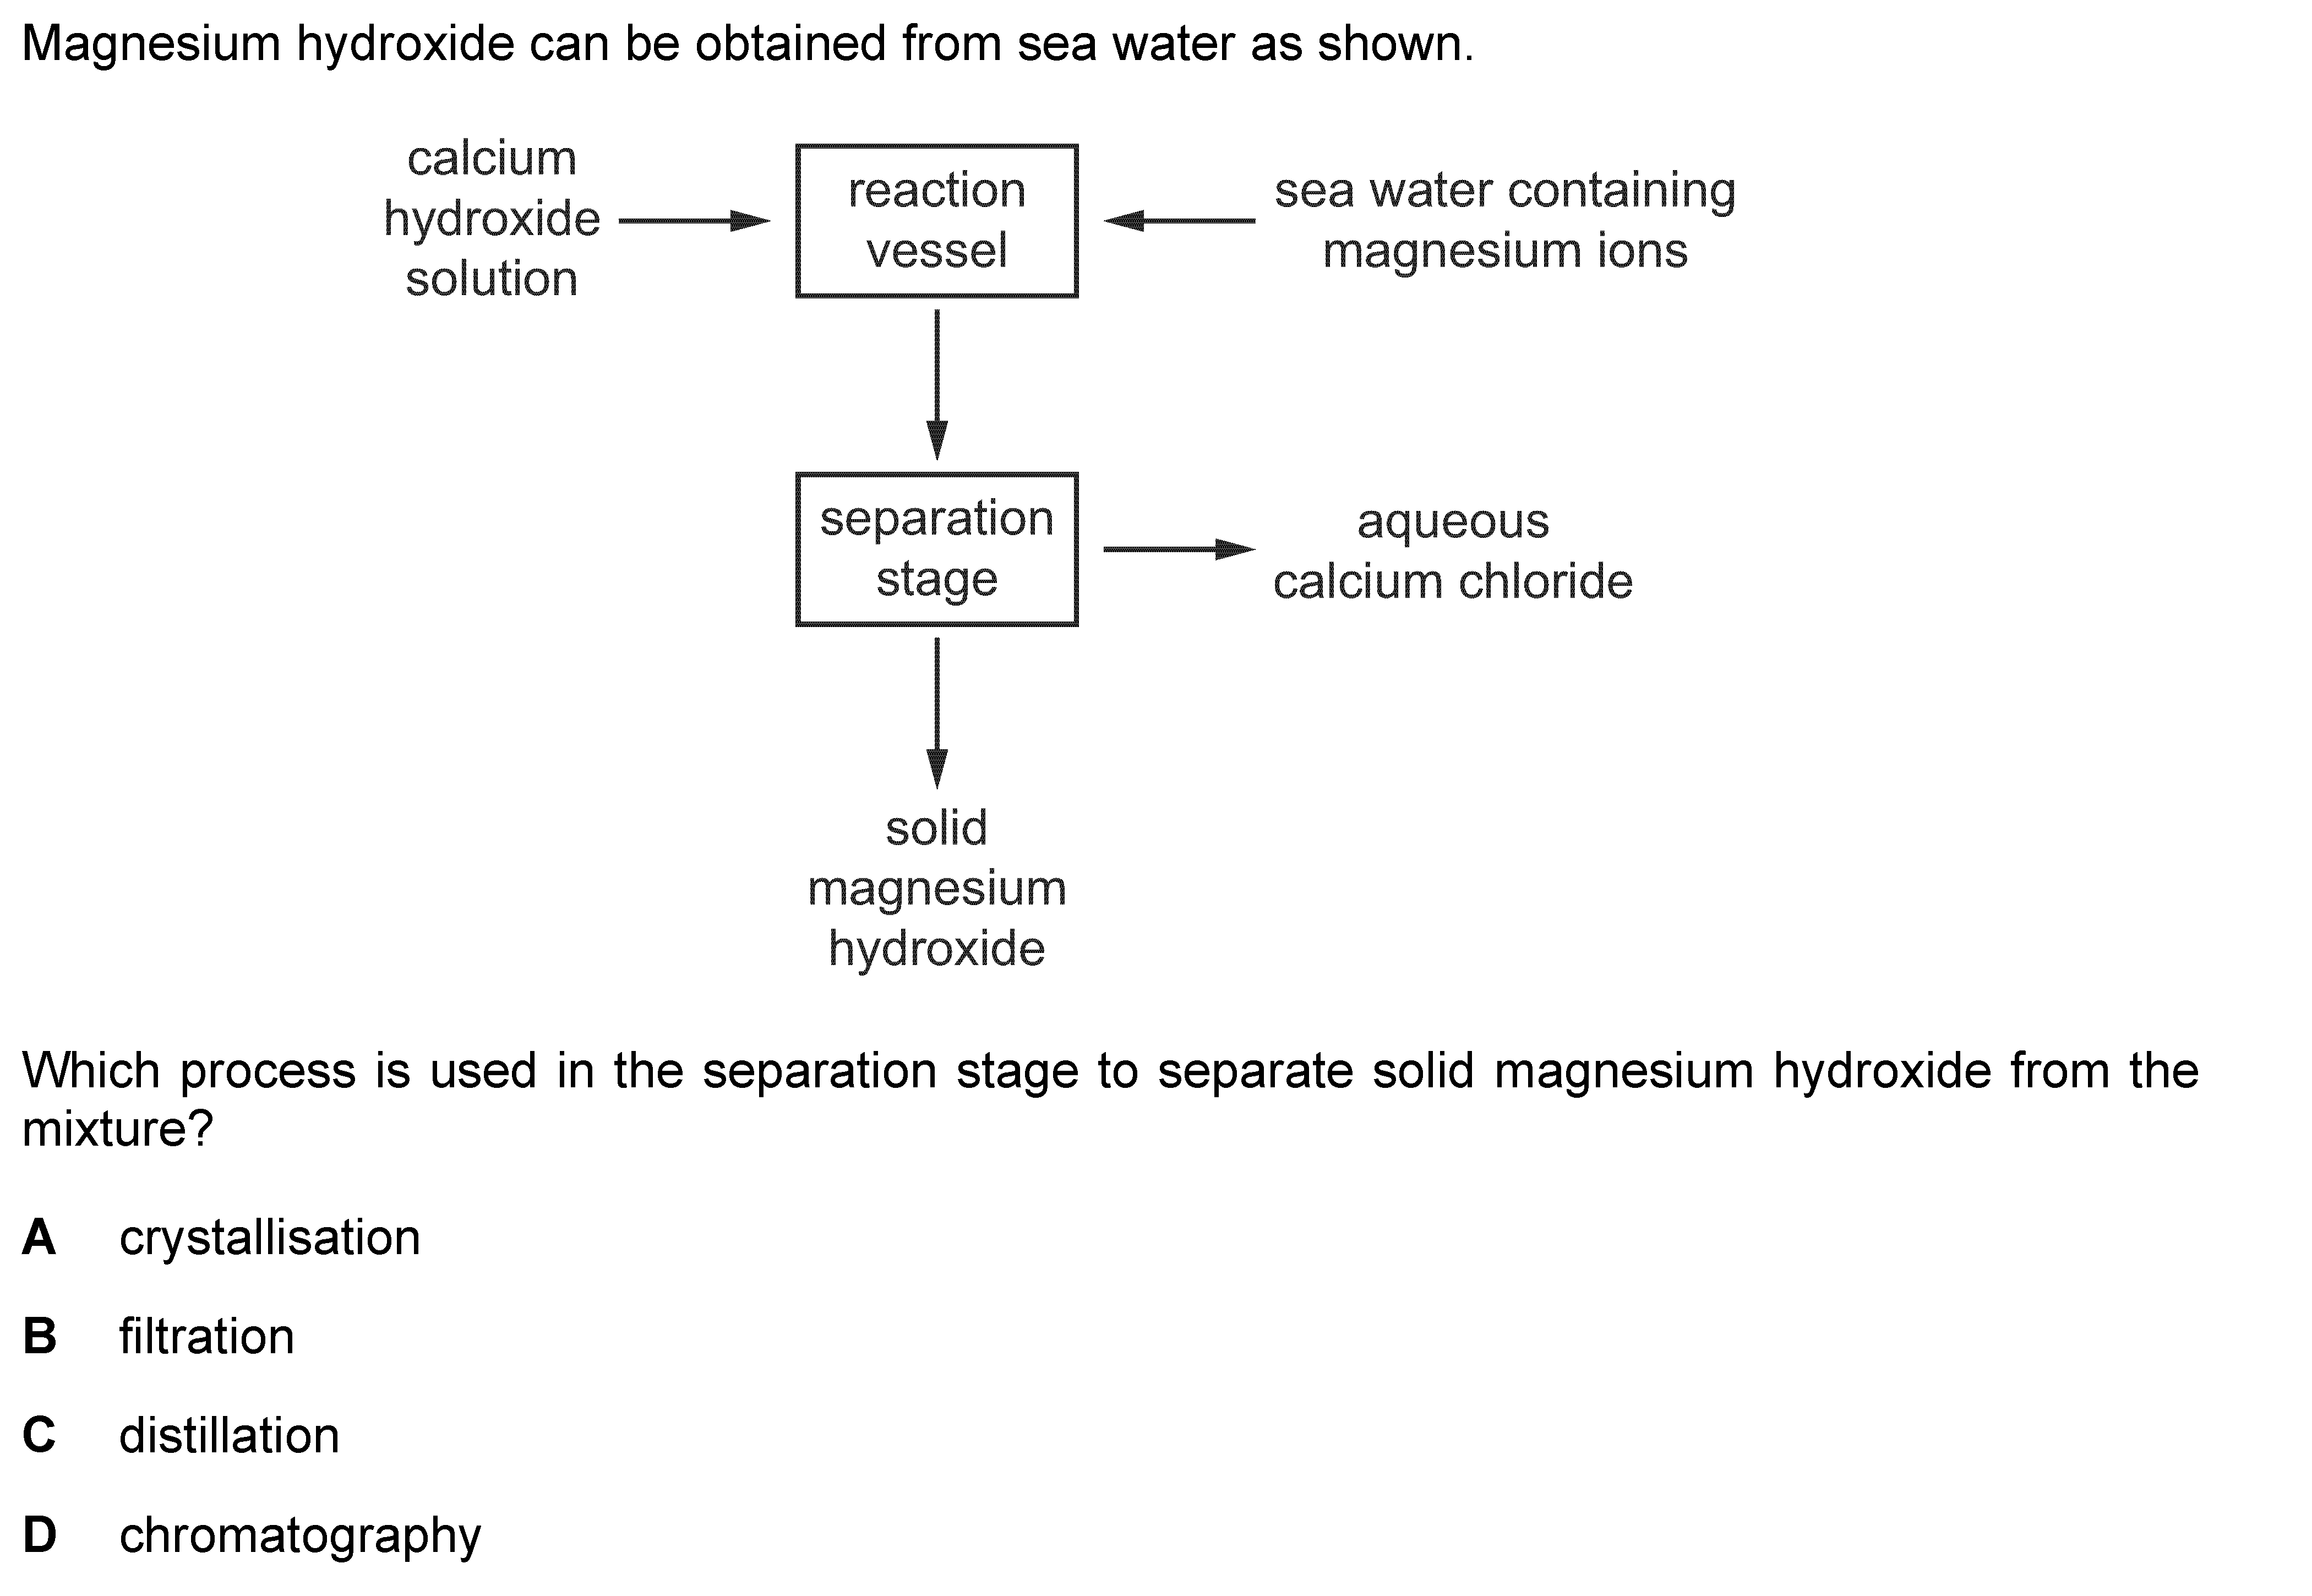 Magnesium hydroxide can be obtained from sea water as shown.
calcium
hydroxide
solution
reaction
vessel
sea water containing
magnesium ions
separation
stage
aqueous
calcium chloride
solid
magnesium
hydroxide
Which process is used in the separation stage to separate solid magnesium hydroxide from the
mixture?
A crystallisation
B filtration
C distillation
D chromatography